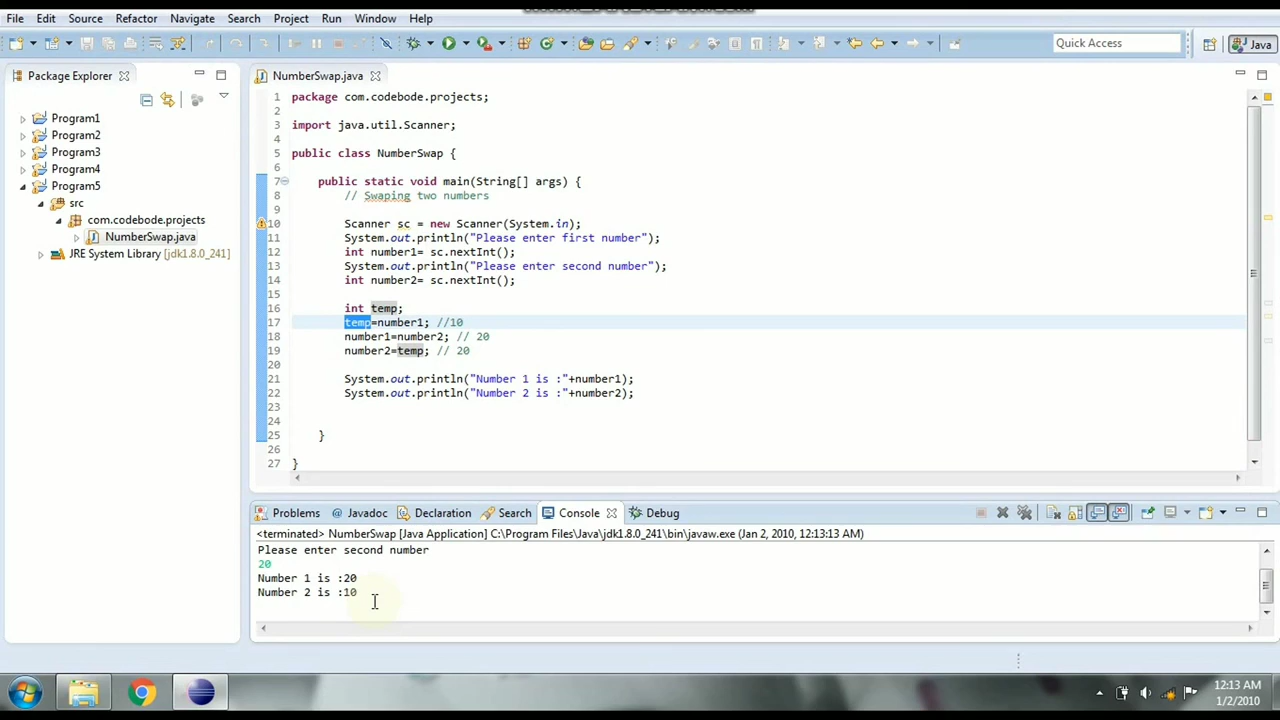 File Edit Source Refactor Navigate Search Project Run Window Help
Quick Access
Java
Package Explorer
Program1
Program2
Program3
Program4
Program5
src
com.codebode.projects
NumberSwap.java
JRE System Library [jdk1.8.0_241]
NumberSwap.java
1 package com.codebode.projects;
2
3 import java.util.Scanner;
4
5 public class NumberSwap {
6
7 public static void main(String[] args) {
8 // Swaping two numbers
9
10 Scanner sc = new Scanner(System.in);
11 System.out.println("Please enter first number");
12 int number1= sc.nextInt();
13 System.out.println("Please enter second number");
14 int number2= sc.nextInt();
15
16 int temp;
17 temp=number1; //10
18 number1=number2; // 20
19 number2=temp; // 20
20
21 System.out.println("Number 1 is :"+number1);
22 System.out.println("Number 2 is :"+number2);
23
24
25 }
26
27 }
Problems @ Javadoc Declaration Search Console Debug
<terminated> NumberSwap [Java Application] C:\Program Files\Java\jdk1.8.0_241\bin\javaw.exe (Jan 2, 2010, 12:13:13 AM)
Please enter second number
20
Number 1 is :20
Number 2 is :10
12:13 AM
1/2/2010